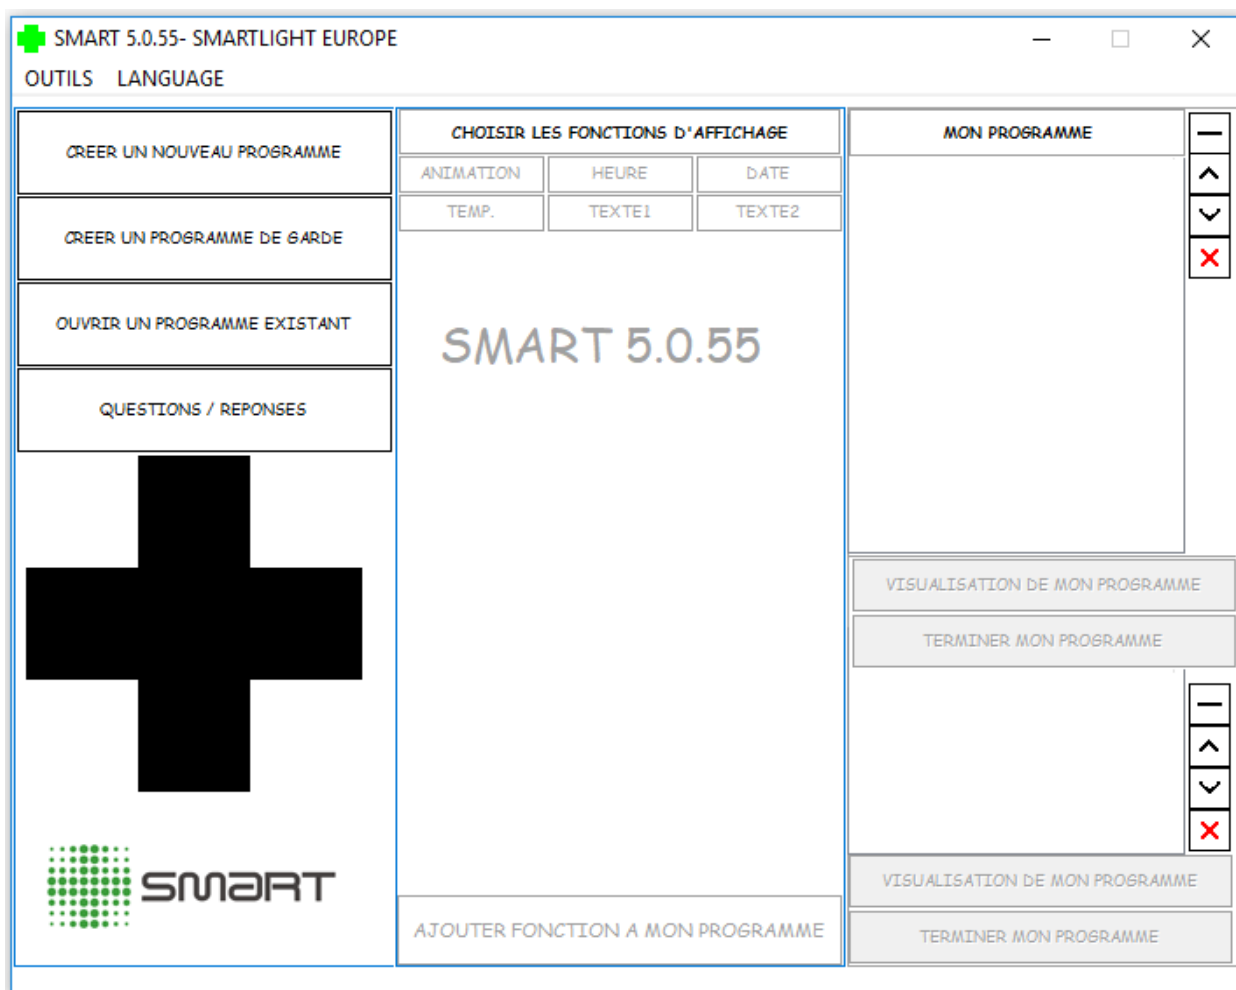 SMART 5.0.55- SMARTLIGHT EUROPE
OUTILS LANGUAGE
CREER UN NOUVEAU PROGRAMME
CREER UN PROGRAMME DE GARDE
OUVRIR UN PROGRAMME EXISTANT
QUESTIONS / REPONSES
SMART
CHOISIR LES FONCTIONS D'AFFICHAGE
ANIMATION HEURE DATE
TEMP. TEXTE1 TEXTE2
SMART 5.0.55
AJOUTER FONCTION A MON PROGRAMME
MON PROGRAMME
VISUALISATION DE MON PROGRAMME
TERMINER MON PROGRAMME
VISUALISATION DE MON PROGRAMME
TERMINER MON PROGRAMME